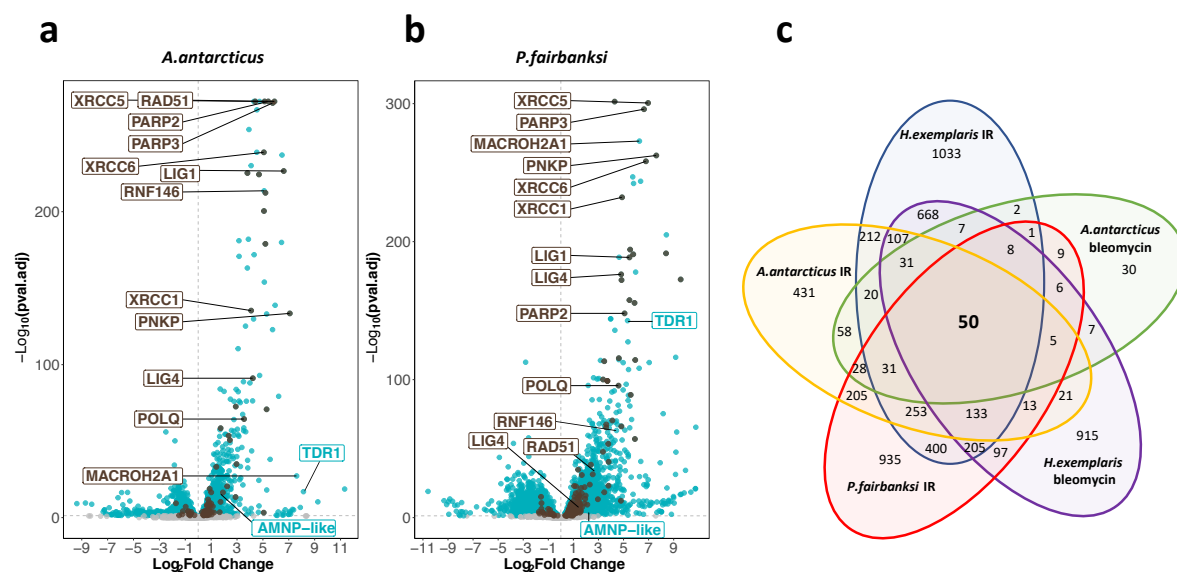 a
A.antarcticus
−Log10(pval.adj)
200
100
0
XRCC5
RAD51
PARP2
PARP3
XRCC6
LIG1
RNF146
XRCC1
PNKP
LIG4
POLQ
MACROH2A1
TDR1
AMNP−like
−9 −7 −5 −3 −1 1 3 5 7 9 11
Log2Fold Change
b
P.fairbanksi
−Log10(pval.adj)
300
200
100
0
XRCC5
PARP3
MACROH2A1
PNKP
XRCC6
XRCC1
LIG1
LIG4
PARP2
TDR1
POLQ
RNF146
LIG4
RAD51
AMNP−like
−11 −9 −7 −5 −3 −1 1 3 5 7 9
Log2Fold Change
c
H.exemplaris IR
1033
668
7
2
1
A.antarcticus
bleomycin
30
212
107
8
9
31
6
A.antarcticus IR
431
20
50
7
58
5
28
31
205
253
133
13
21
400
205
97
915
935
P.fairbanksi IR
H.exemplaris
bleomycin